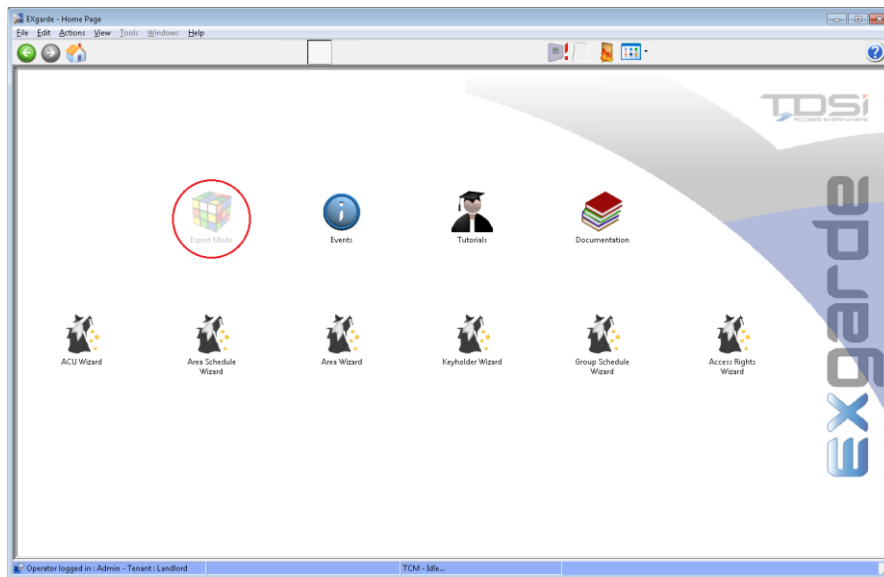 EXgarde - Home Page
File Edit Actions View Tools Windows Help
TDSi
ACCESS EVERYWHERE
Expert Mode
Events
Tutorials
Documentation
ACU Wizard
Area Schedule
Wizard
Area Wizard
Keyholder Wizard
Group Schedule
Wizard
Access Rights
Wizard
Exgarde
Operator logged in : Admin - Tenant : Landlord
TCM - Idle...